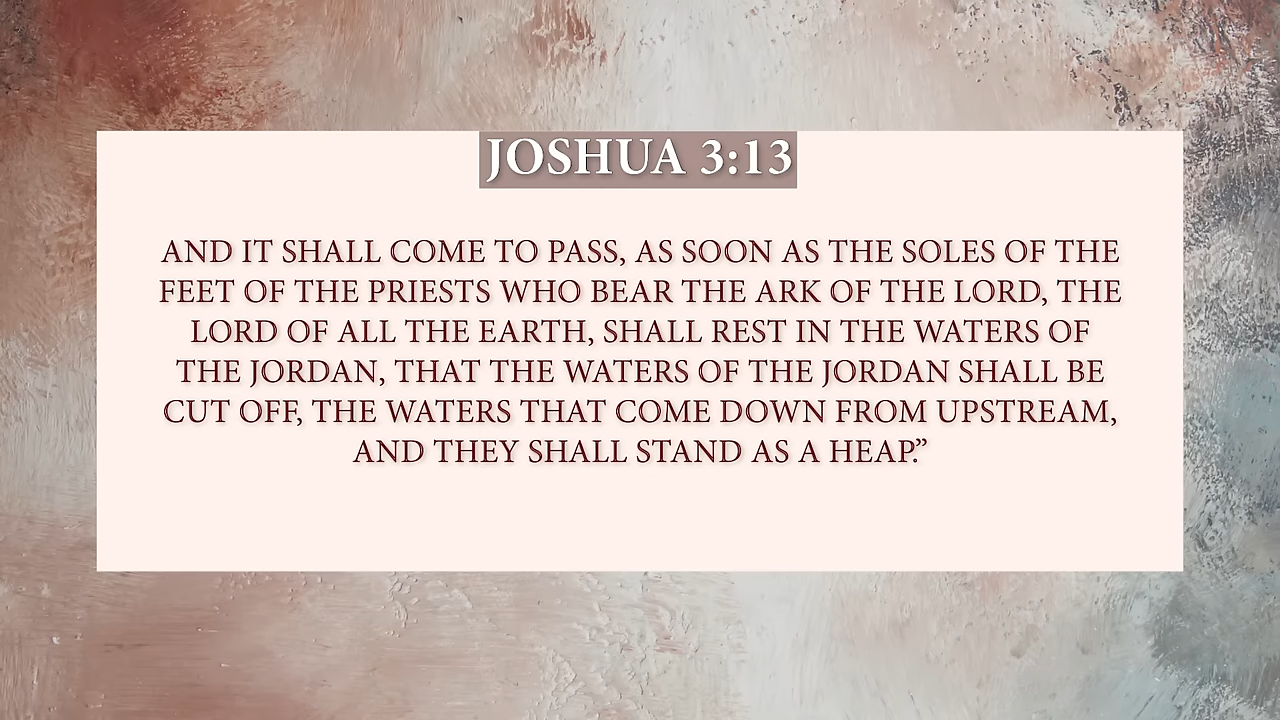 JOSHUA 3:13
AND IT SHALL COME TO PASS, AS SOON AS THE SOLES OF THE
FEET OF THE PRIESTS WHO BEAR THE ARK OF THE LORD, THE
LORD OF ALL THE EARTH, SHALL REST IN THE WATERS OF
THE JORDAN, THAT THE WATERS OF THE JORDAN SHALL BE
CUT OFF, THE WATERS THAT COME DOWN FROM UPSTREAM,
AND THEY SHALL STAND AS A HEAP.”